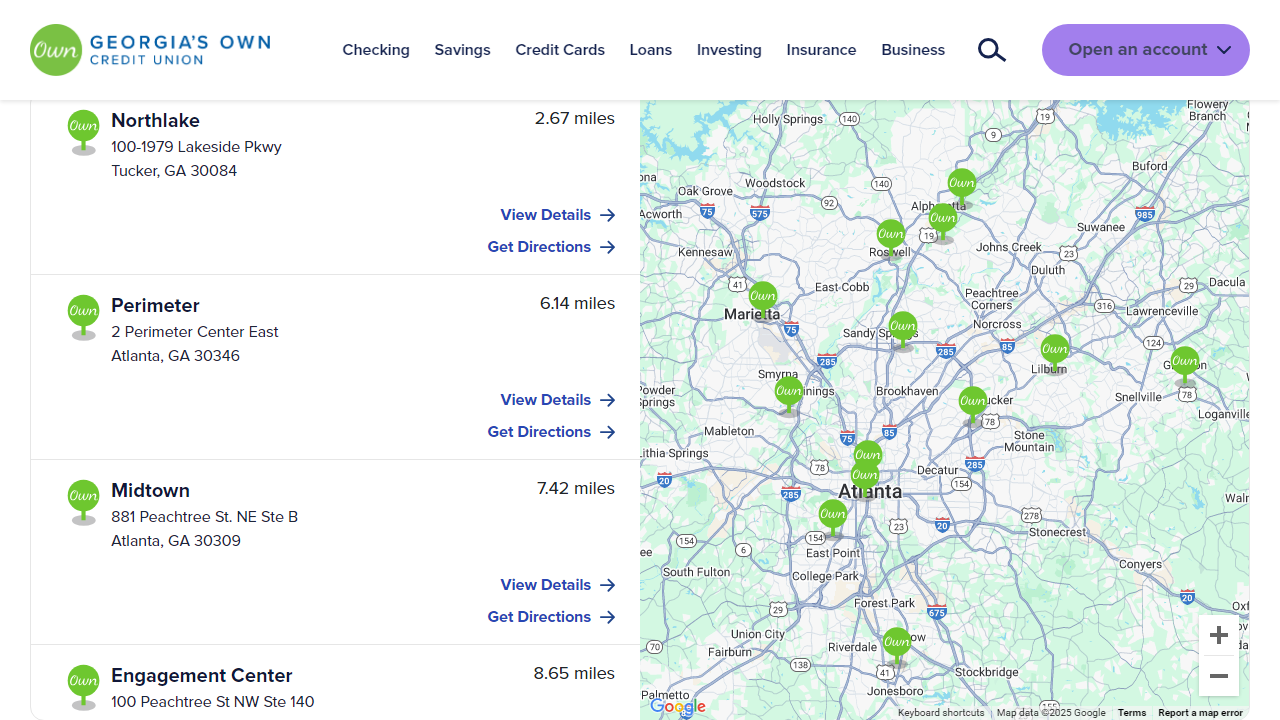 Own
GEORGIA'S OWN
CREDIT UNION
Checking
Savings
Credit Cards
Loans
Investing
Insurance
Business
Open an account
Own
Northlake
2.67 miles
100-1979 Lakeside Pkwy
Tucker, GA 30084
View Details
Get Directions
Own
Perimeter
6.14 miles
2 Perimeter Center East
Atlanta, GA 30346
View Details
Get Directions
Own
Midtown
7.42 miles
881 Peachtree St. NE Ste B
Atlanta, GA 30309
View Details
Get Directions
Own
Engagement Center
8.65 miles
100 Peachtree St NW Ste 140
Flowery
Branch
Holly Springs
140
19
9
Buford
Woodstock
Oak Grove
140
Own
92
Acworth
75
575
Own
19
985
Suwanee
Own
Roswell
Johns Creek
23
Kennesaw
Duluth
41
East Cobb
29
Dacula
Own
Peachtree
Corners
316
Lawrenceville
Marietta
75
Sandy Springs
Own
Norcross
285
285
85
Own
Lilburn
124
Own
78
Smyrna
Own
Brookhaven
Powder
Springs
Own
78
Snellville
Loganville
Mableton
75
85
Stone
Mountain
Own
Own
78
Decatur
285
154
20
285
Atlanta
Own
154
23
20
278
Stonecrest
154
6
East Point
South Fulton
College Park
Conyers
29
Forest Park
675
20
Union City
Own
Riverdale
Fairburn
138
70
41
Stockbridge
Jonesboro
Palmetto
Google
Keyboard shortcuts
Map data ©2025 Google
Terms
Report a map error